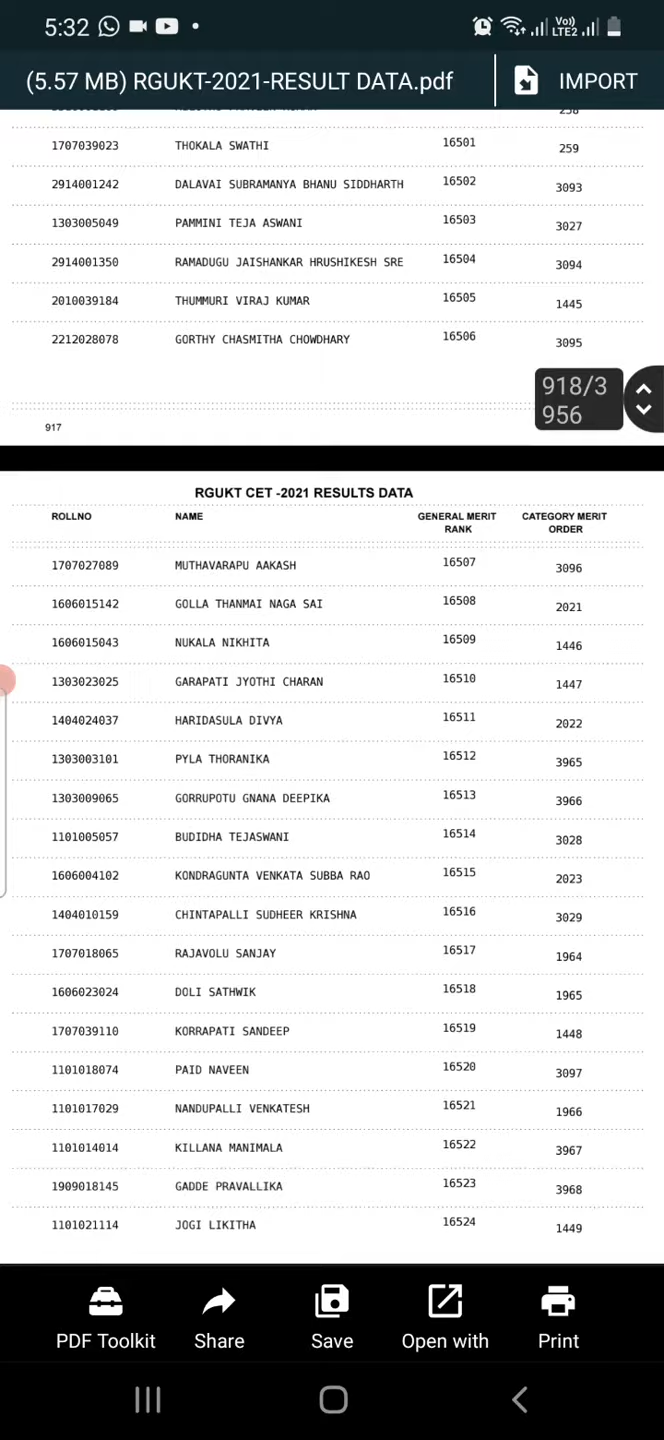 5:32
Vo)) LTE2
(5.57 MB) RGUKT-2021-RESULT DATA.pdf IMPORT
258
1707039023 THOKALA SWATHI 16501 259
2914001242 DALAVAI SUBRAMANYA BHANU SIDDHARTH 16502 3093
1303005049 PAMMINI TEJA ASWANI 16503 3027
2914001350 RAMADUGU JAISHANKAR HRUSHIKESH SRE 16504 3094
2010039184 THUMMURI VIRAJ KUMAR 16505 1445
2212028078 GORTHY CHASMITHA CHOWDHARY 16506 3095
918/3
956
917
RGUKT CET -2021 RESULTS DATA
ROLLNO NAME GENERAL MERIT RANK CATEGORY MERIT ORDER
1707027089 MUTHAVARAPU AAKASH 16507 3096
1606015142 GOLLA THANMAI NAGA SAI 16508 2021
1606015043 NUKALA NIKHITA 16509 1446
1303023025 GARAPATI JYOTHI CHARAN 16510 1447
1404024037 HARIDASULA DIVYA 16511 2022
1303003101 PYLA THORANIKA 16512 3965
1303009065 GORRUPOTU GNANA DEEPIKA 16513 3966
1101005057 BUDIDHA TEJASWANI 16514 3028
1606004102 KONDRAGUNTA VENKATA SUBBA RAO 16515 2023
1404010159 CHINTAPALLI SUDHEER KRISHNA 16516 3029
1707018065 RAJAVOLU SANJAY 16517 1964
1606023024 DOLI SATHWIK 16518 1965
1707039110 KORRAPATI SANDEEP 16519 1448
1101018074 PAID NAVEEN 16520 3097
1101017029 NANDUPALLI VENKATESH 16521 1966
1101014014 KILLANA MANIMALA 16522 3967
1909018145 GADDE PRAVALLIKA 16523 3968
1101021114 JOGI LIKITHA 16524 1449
PDF Toolkit Share Save Open with Print